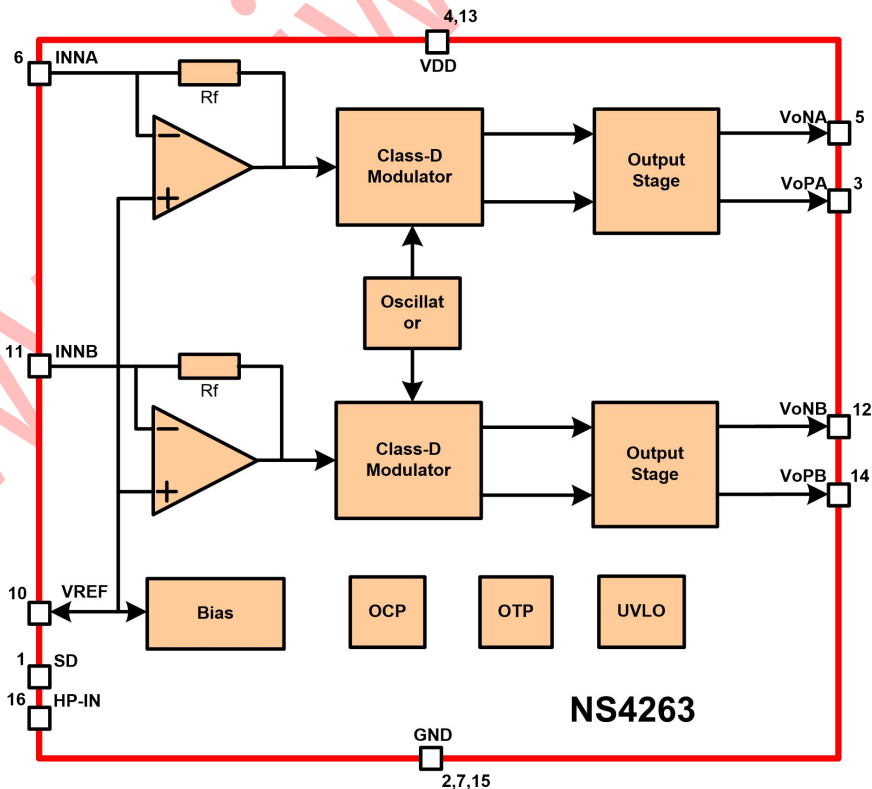 4,13
VDD
6
INNA
Rf
−
+
Class-D
Modulator
Output
Stage
VoNA
5
VoPA
3
Oscillat
or
11
INNB
Rf
−
+
Class-D
Modulator
Output
Stage
VoNB
12
VoPB
14
10
VREF
Bias
OCP
OTP
UVLO
1
SD
16
HP-IN
NS4263
GND
2,7,15